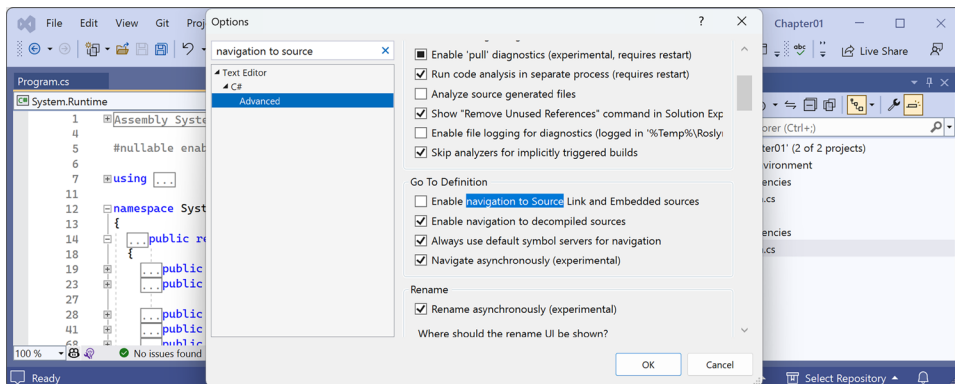 File Edit View Git Proj
Options
? 
Chapter01
Live Share
navigation to source
Text Editor
C#
Advanced
Enable 'pull' diagnostics (experimental, requires restart)
Run code analysis in separate process (requires restart)
Analyze source generated files
Show "Remove Unused References" command in Solution Exp
Enable file logging for diagnostics (logged in '%Temp%\Roslyn
Skip analyzers for implicitly triggered builds
Go To Definition
Enable navigation to Source Link and Embedded sources
Enable navigation to decompiled sources
Always use default symbol servers for navigation
Navigate asynchronously (experimental)
Rename
Rename asynchronously (experimental)
Where should the rename UI be shown?
OK Cancel
Program.cs
C# System.Runtime
1 Assembly Syste
4
5 #nullable enab
6
7 using ...
11
12 namespace Syst
13 {
14 ...public re
18 {
19 ...public
23 ...public
27
28 ...public
41 ...public
68 public
100 % No issues found
orer (Ctrl+;)
ter01' (2 of 2 projects)
vironment
encies
.cs
encies
.cs
Ready
Select Repository